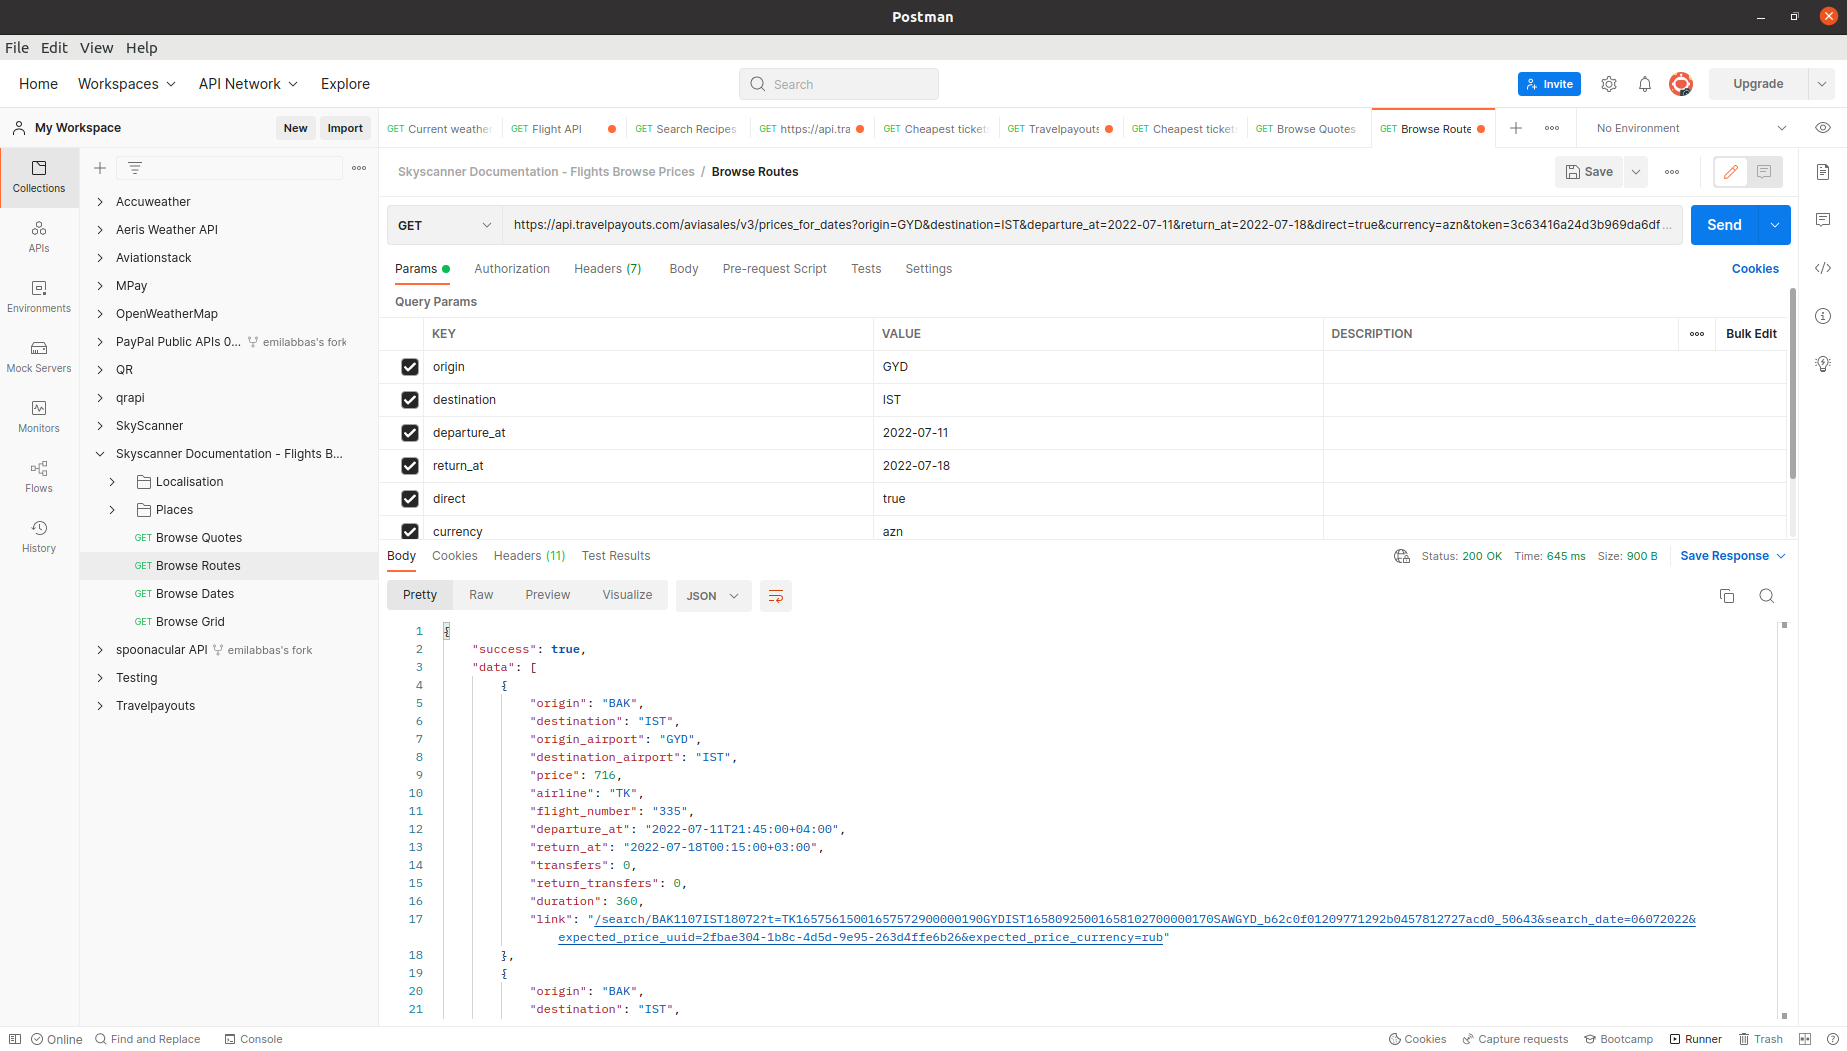 Postman
File Edit View Help
Home Workspaces API Network Explore
Search
Invite
Upgrade
My Workspace
New
Import
GET Current weather
GET Flight API
GET Search Recipes
GET https://api.tra
GET Cheapest ticket
GET Travelpayouts
GET Cheapest ticket
GET Browse Quotes
GET Browse Route
No Environment
Collections
APIs
Environments
Mock Servers
Monitors
Flows
History
Accuweather
Aeris Weather API
Aviationstack
MPay
OpenWeatherMap
PayPal Public APIs 0... emilabbas's fork
QR
qrapi
SkyScanner
Skyscanner Documentation - Flights B...
Localisation
Places
GET Browse Quotes
GET Browse Routes
GET Browse Dates
GET Browse Grid
spoonacular API emilabbas's fork
Testing
Travelpayouts
Skyscanner Documentation - Flights Browse Prices / Browse Routes
Save
GET
https://api.travelpayouts.com/aviasales/v3/prices_for_dates?origin=GYD&destination=IST&departure_at=2022-07-11&return_at=2022-07-18&direct=true&currency=azn&token=3c63416a24d3b969da6df...
Send
Params Authorization Headers (7) Body Pre-request Script Tests Settings
Cookies
Query Params
KEY VALUE DESCRIPTION Bulk Edit
origin GYD
destination IST
departure_at 2022-07-11
return_at 2022-07-18
direct true
currency azn
Body Cookies Headers (11) Test Results
Status: 200 OK Time: 645 ms Size: 900 B Save Response
Pretty Raw Preview Visualize JSON
1 {
2 "success": true,
3 "data": [
4 {
5 "origin": "BAK",
6 "destination": "IST",
7 "origin_airport": "GYD",
8 "destination_airport": "IST",
9 "price": 716,
10 "airline": "TK",
11 "flight_number": "335",
12 "departure_at": "2022-07-11T21:45:00+04:00",
13 "return_at": "2022-07-18T00:15:00+03:00",
14 "transfers": 0,
15 "return_transfers": 0,
16 "duration": 360,
17 "link": "/search/BAK1107IST18072?t=TK16575615001657572900000190GYDIST16580925001658102700000170SAWGYD_b62c0f01209771292b0457812727acd0_50643&search_date=06072022&
expected_price_uuid=2fbae304-1b8c-4d5d-9e95-263d4ffe6b26&expected_price_currency=rub"
18 },
19 {
20 "origin": "BAK",
21 "destination": "IST",
Online Find and Replace Console
Cookies Capture requests Bootcamp Runner Trash